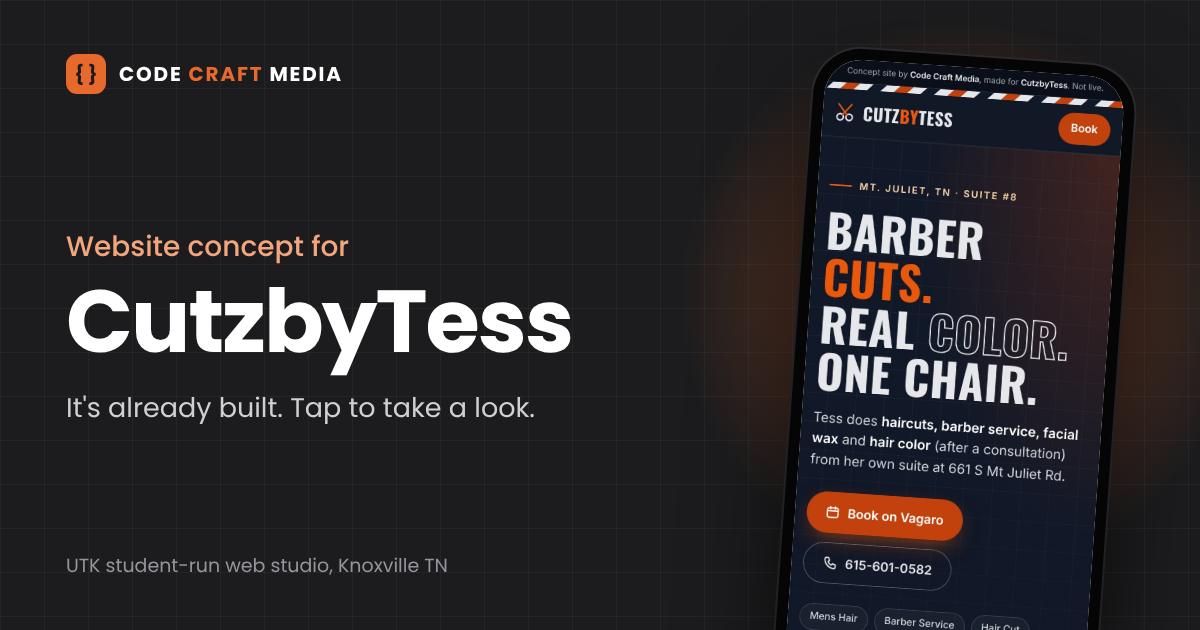 { } CODE CRAFT MEDIA
Website concept for
CutzbyTess
It's already built. Tap to take a look.
UTK student-run web studio, Knoxville TN
Concept site by Code Craft Media, made for CutzbyTess. Not live.
CUTZBYTESS
Book
MT. JULIET, TN · SUITE #8
BARBER
CUTS.
REAL COLOR.
ONE CHAIR.
Tess does haircuts, barber service, facial
wax and hair color (after a consultation)
from her own suite at 661 S Mt Juliet Rd.
Book on Vagaro
615-601-0582
Mens Hair
Barber Service
Hair Cut